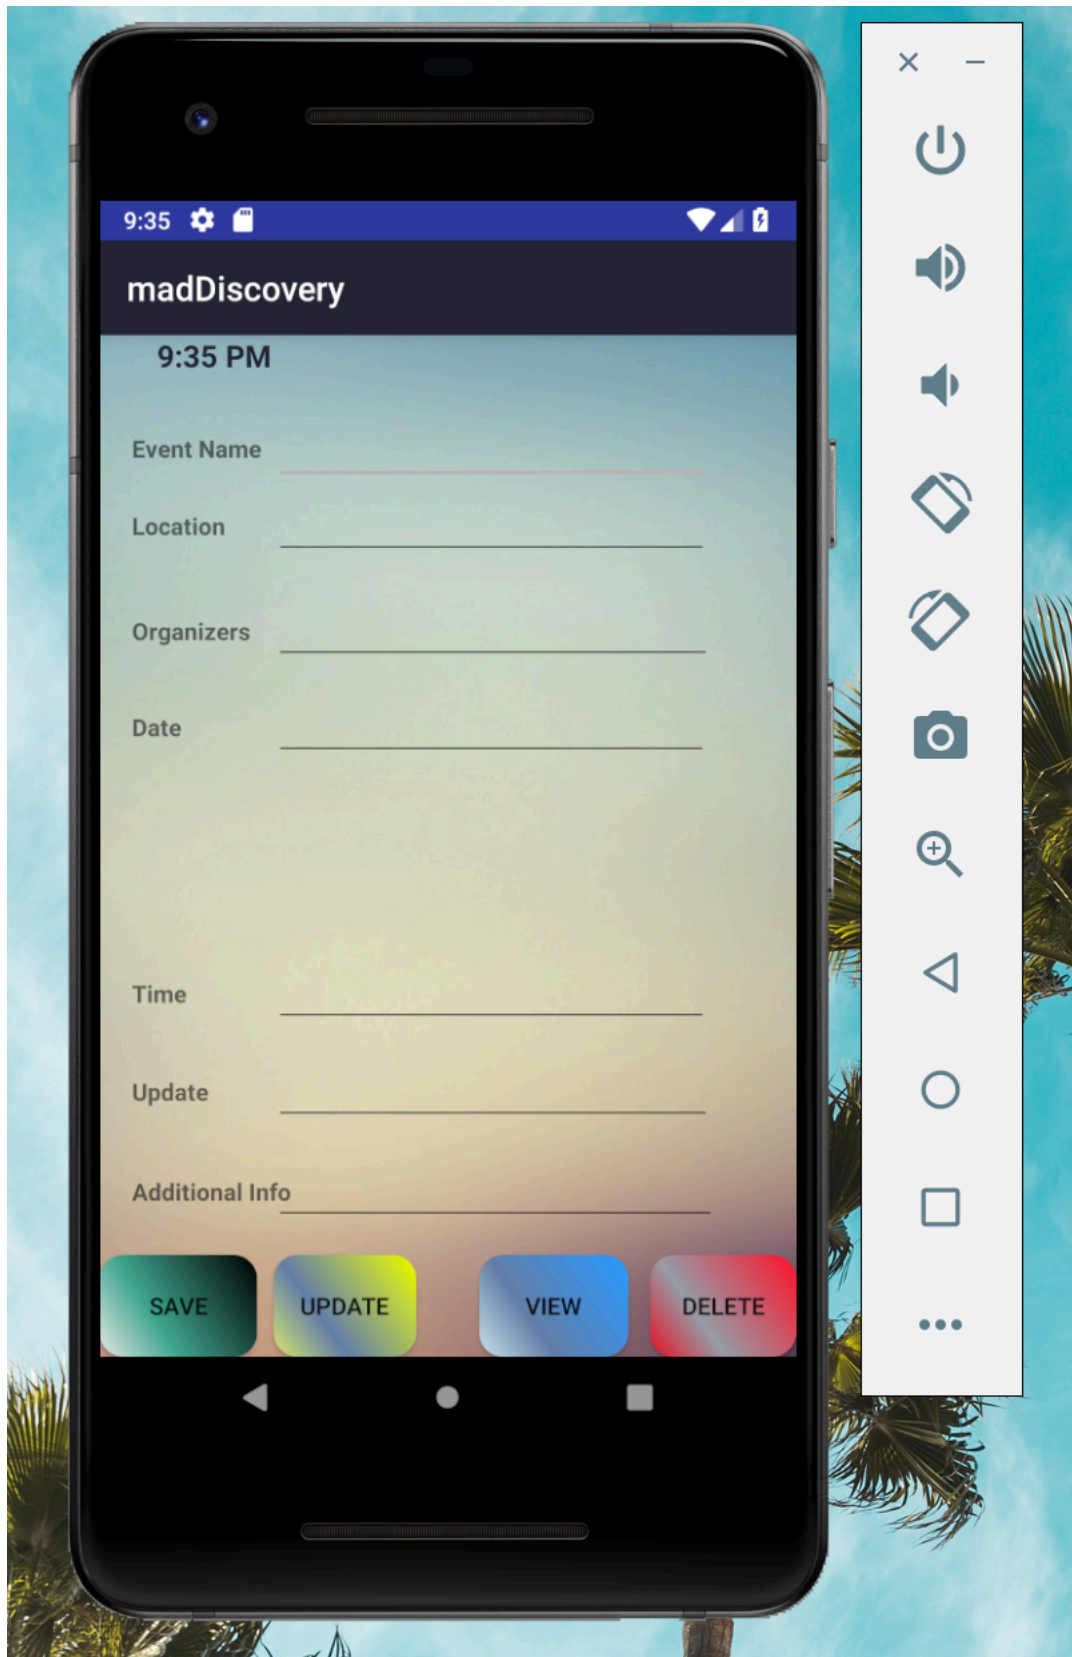 9:35
madDiscovery
9:35 PM
Event Name
Location
Organizers
Date
Time
Update
Additional Info
SAVE UPDATE VIEW DELETE